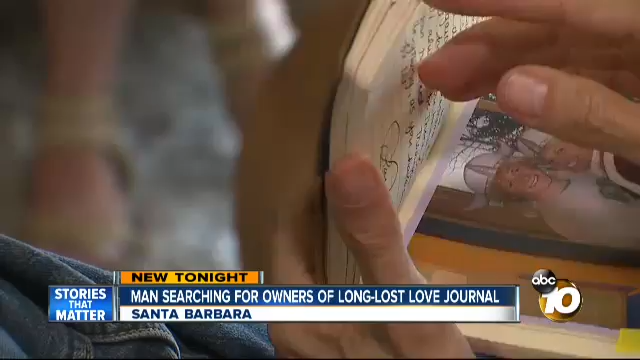 NEW TONIGHT
STORIES THAT MATTER
MAN SEARCHING FOR OWNERS OF LONG-LOST LOVE JOURNAL
SANTA BARBARA
abc
10